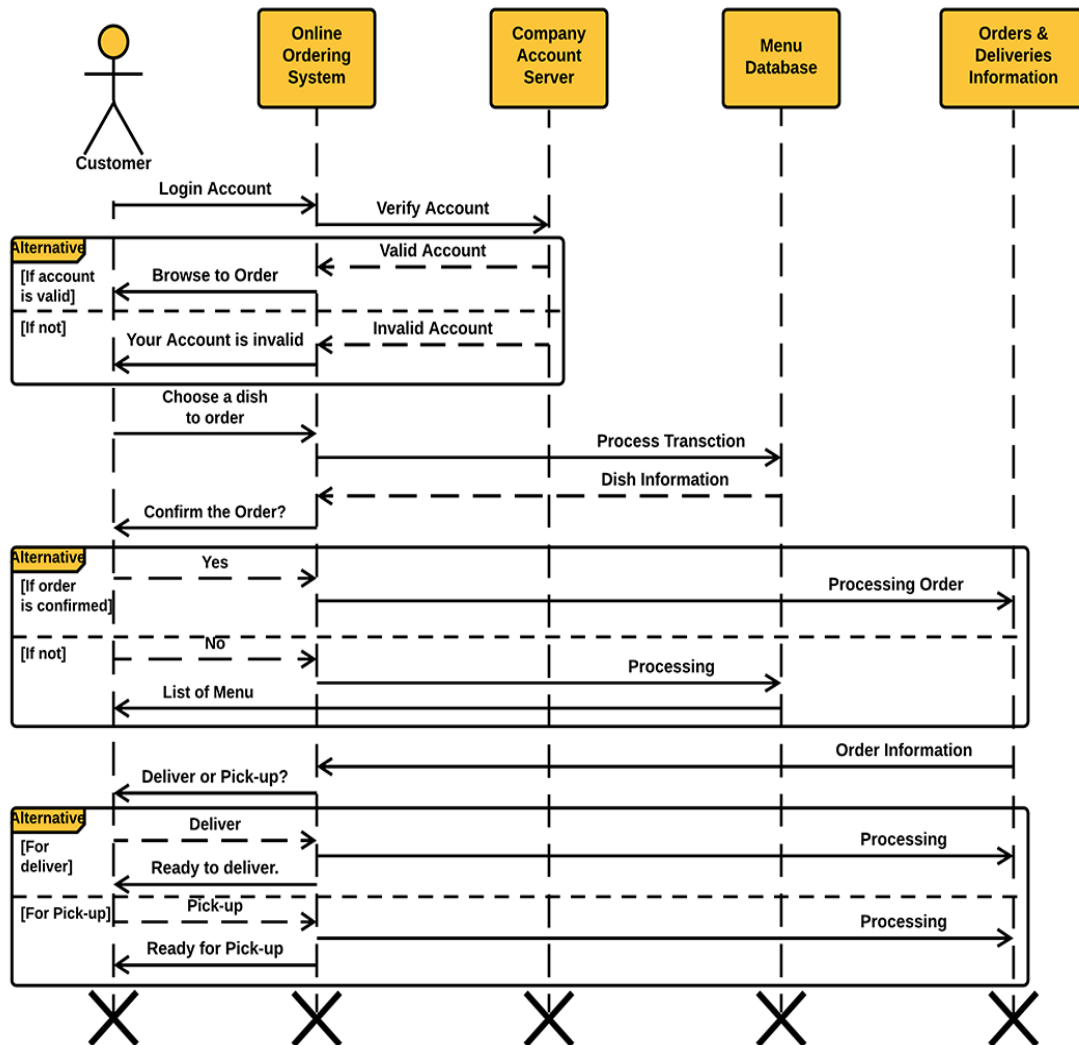 Online
Ordering
System
Company
Account
Server
Menu
Database
Orders &
Deliveries
Information
Customer
Login Account
Verify Account
Alternative
Valid Account
[If account
is valid]
Browse to Order
[If not]
Invalid Account
Your Account is invalid
Choose a dish
to order
Process Transction
Dish Information
Confirm the Order?
Alternative
Yes
[If order
is confirmed]
Processing Order
[If not]
No
Processing
List of Menu
Order Information
Deliver or Pick-up?
Alternative
Deliver
[For
deliver]
Processing
Ready to deliver.
[For Pick-up]
Pick-up
Processing
Ready for Pick-up